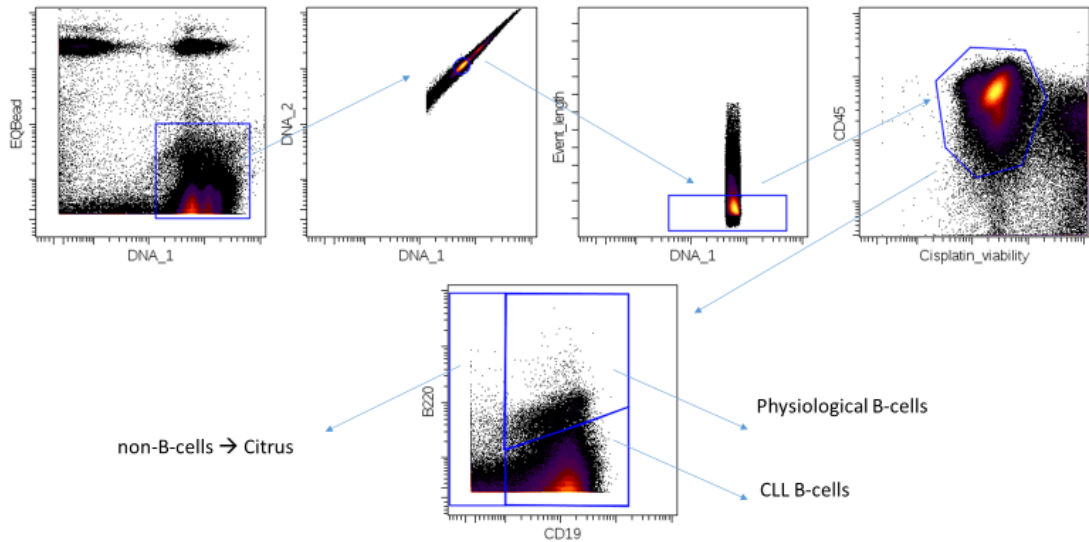 EQBead
DNA_1
DNA_2
DNA_1
Event_length
DNA_1
CD45
Cisplatin_viability
B220
CD19
non-B-cells → Citrus
Physiological B-cells
CLL B-cells